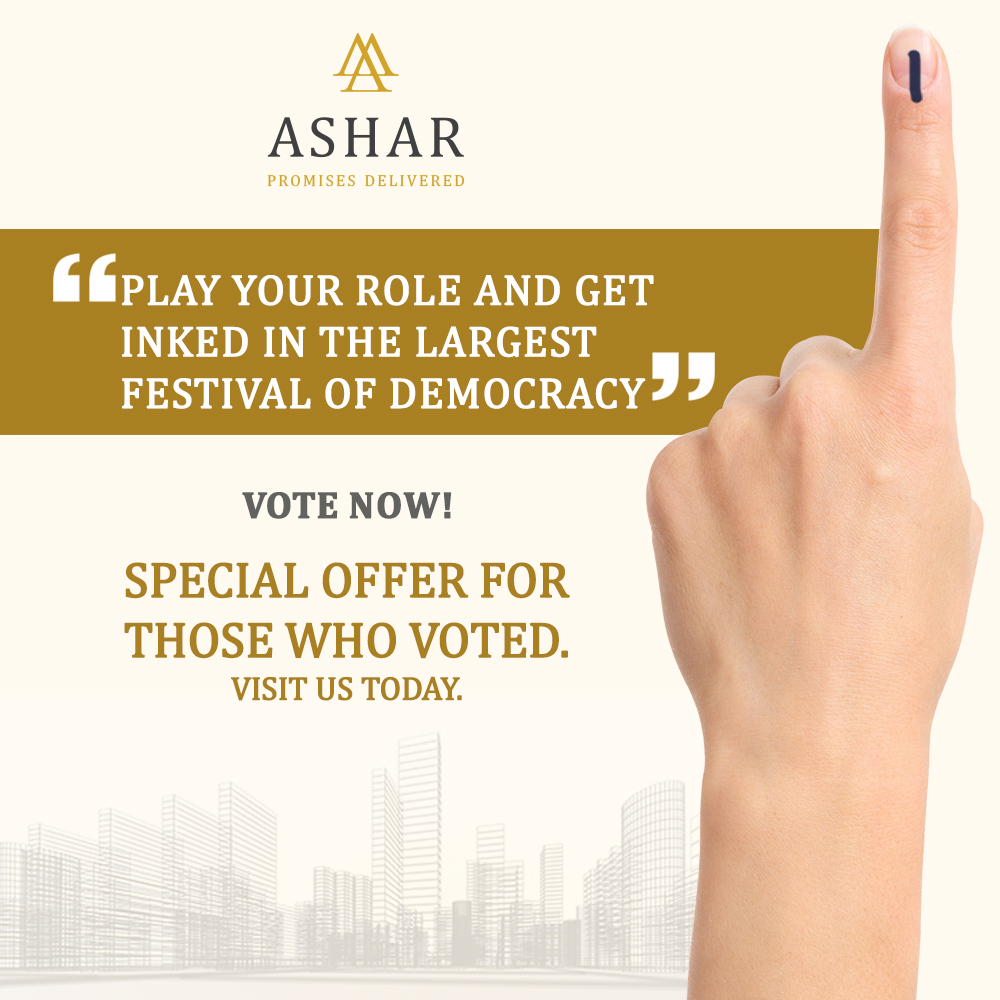 ASHAR
PROMISES DELIVERED
“PLAY YOUR ROLE AND GET
INKED IN THE LARGEST
FESTIVAL OF DEMOCRACY”
VOTE NOW!
SPECIAL OFFER FOR
THOSE WHO VOTED.
VISIT US TODAY.